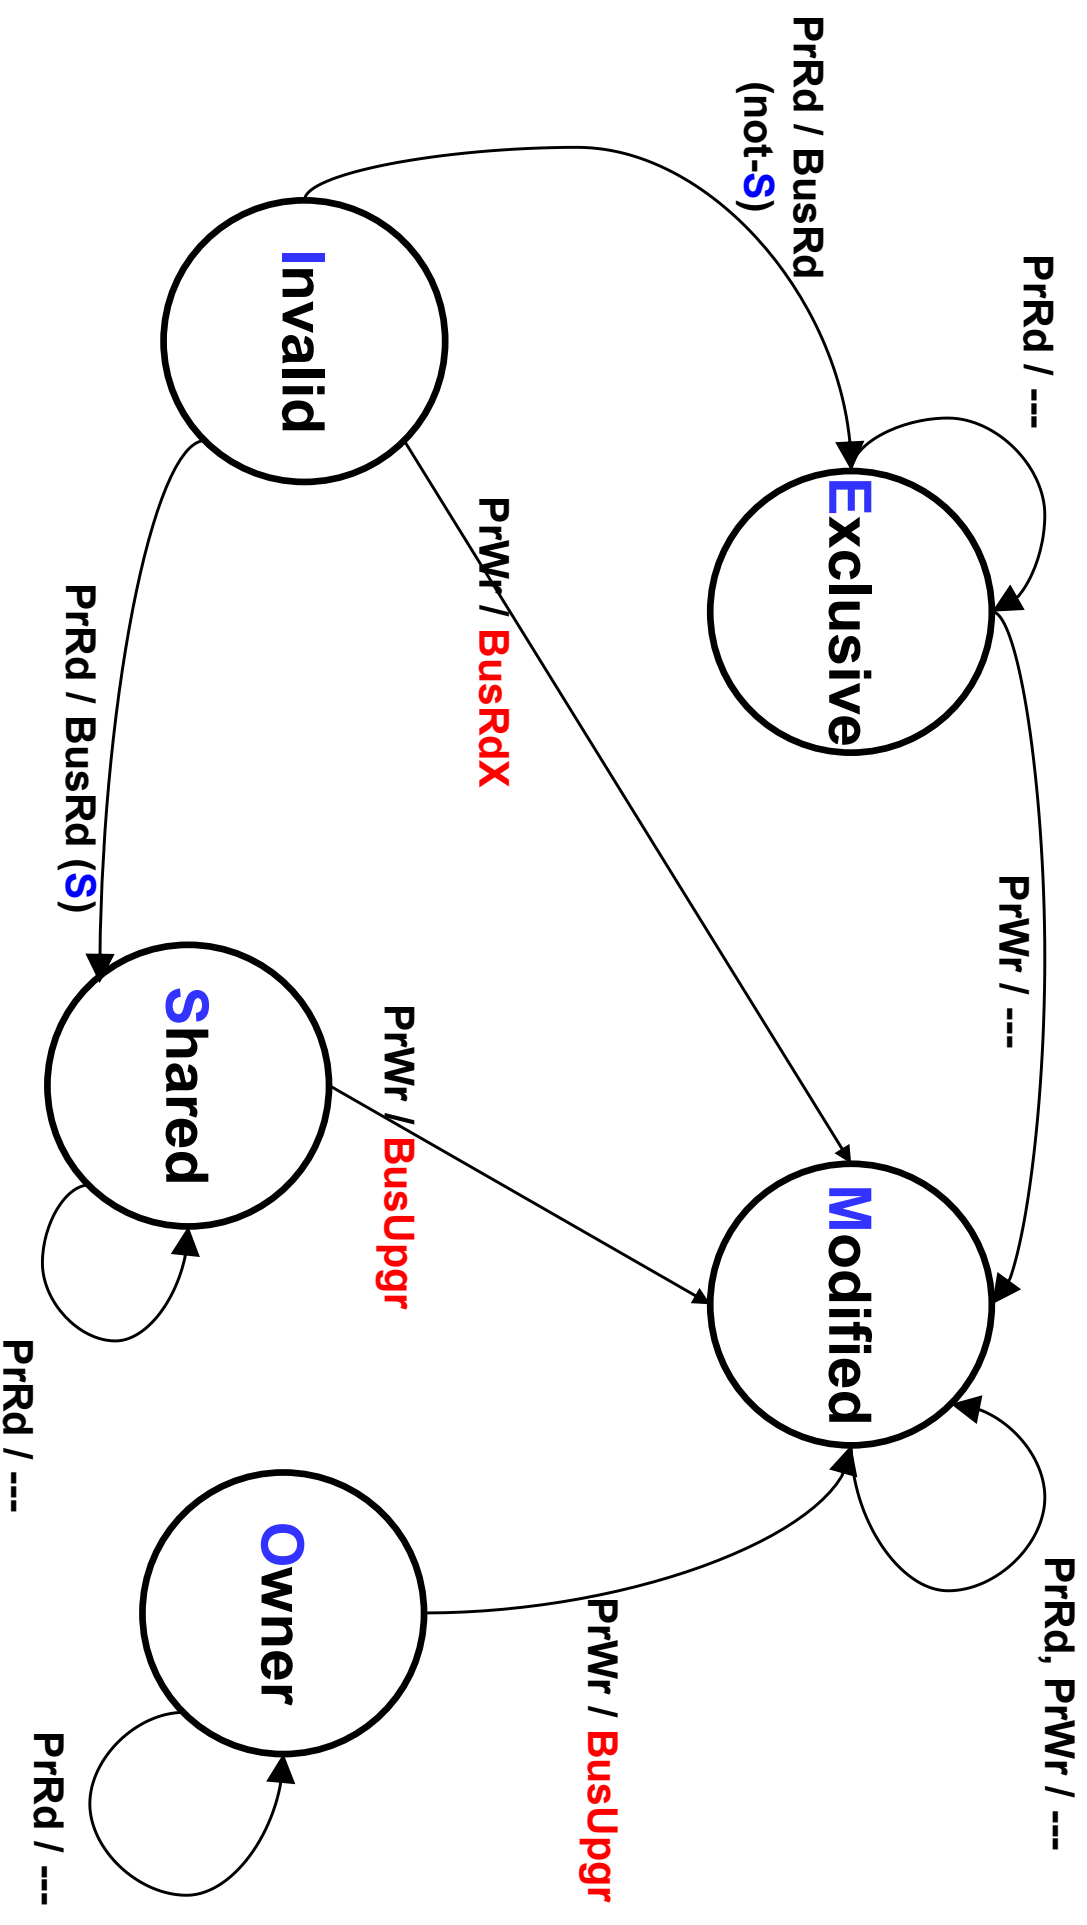 PrRd / ---
PrRd / BusRd
(not-S)
PrWr / ---
PrRd, PrWr / ---
Exclusive
Modified
PrWr / BusRdX
PrWr / BusUpgr
PrWr / BusUpgr
Invalid
Shared
Owner
PrRd / BusRd (S)
PrRd / ---
PrRd / ---